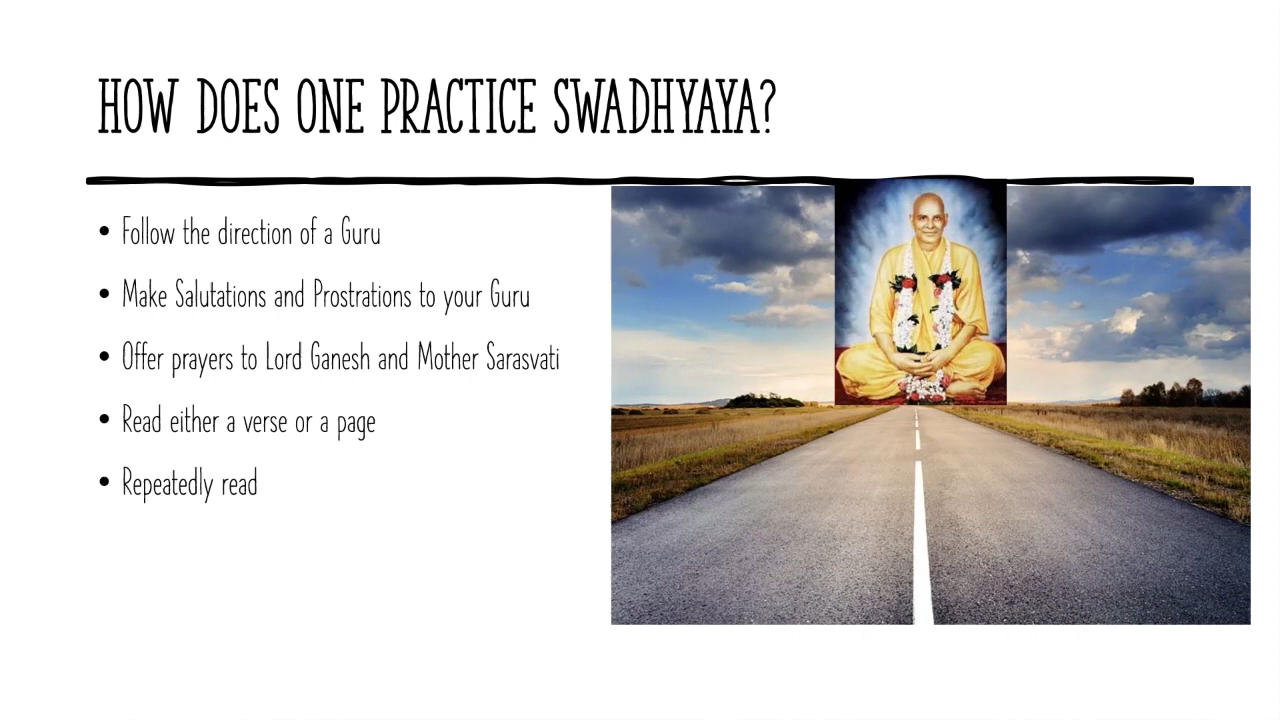 HOW DOES ONE PRACTICE SWADHYAYA?
• Follow the direction of a Guru
• Make Salutations and Prostrations to your Guru
• Offer prayers to Lord Ganesh and Mother Sarasvati
• Read either a verse or a page
• Repeatedly read